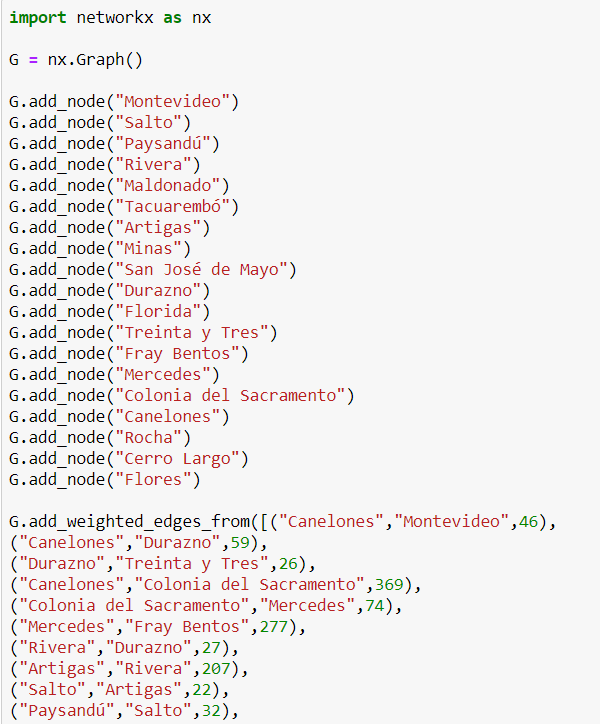 import networkx as nx
G = nx.Graph()
G.add_node("Montevideo")
G.add_node("Salto")
G.add_node("Paysandú")
G.add_node("Rivera")
G.add_node("Maldonado")
G.add_node("Tacuarembó")
G.add_node("Artigas")
G.add_node("Minas")
G.add_node("San José de Mayo")
G.add_node("Durazno")
G.add_node("Florida")
G.add_node("Treinta y Tres")
G.add_node("Fray Bentos")
G.add_node("Mercedes")
G.add_node("Colonia del Sacramento")
G.add_node("Canelones")
G.add_node("Rocha")
G.add_node("Cerro Largo")
G.add_node("Flores")
G.add_weighted_edges_from([("Canelones","Montevideo",46),
("Canelones","Durazno",59),
("Durazno","Treinta y Tres",26),
("Canelones","Colonia del Sacramento",369),
("Colonia del Sacramento","Mercedes",74),
("Mercedes","Fray Bentos",277),
("Rivera","Durazno",27),
("Artigas","Rivera",207),
("Salto","Artigas",22),
("Paysandú","Salto",32),